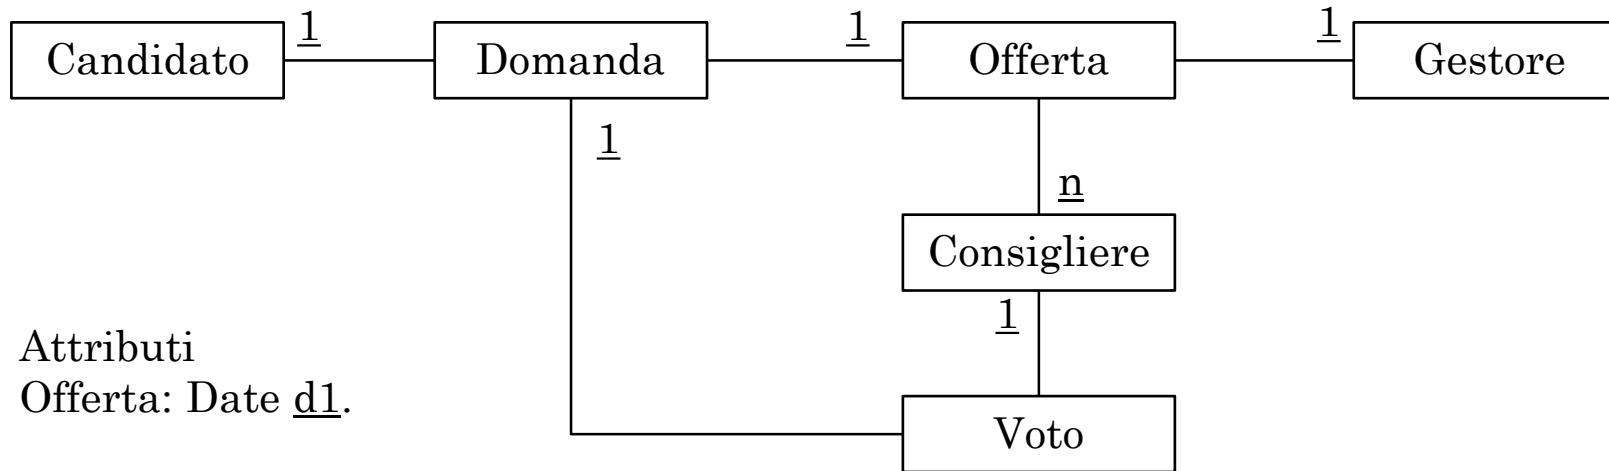 1 1 1
Candidato Domanda Offerta Gestore
1
n
Consigliere
1
Attributi
Offerta: Date d1.
Voto